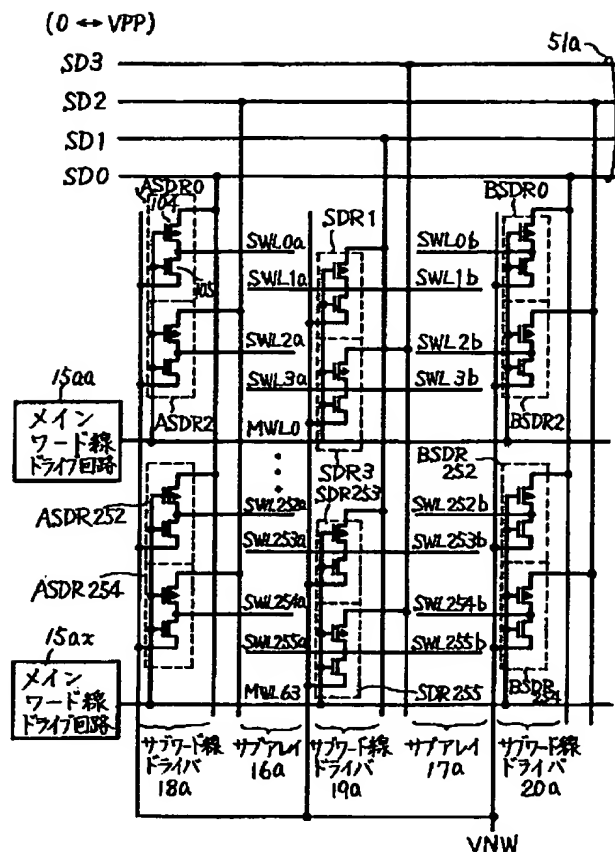 (0 ↔ VPP)
51a
SD3
SD2
SD1
SD0
ASDR0
104
105
SDR1
BSDR0
SWL0a
SWL0b
SWL1a
SWL1b
SWL2a
SWL2b
SWL3a
SWL3b
15aa
メイン
ワード線
ドライブ回路
ASDR2
MWL0
BSDR2
SDR3
BSDR
252
SDR253
ASDR252
SWL252a
SWL252b
SWL253a
SWL253b
ASDR254
SWL254a
SWL254b
SWL255a
SWL255b
15ax
メイン
ワード線
ドライブ回路
MWL63
SDR255
BSDR
254
サブワード線
ドライバ
18a
サブアレイ
16a
サブワード線
ドライバ
19a
サブアレイ
17a
サブワード線
ドライバ
20a
VNW